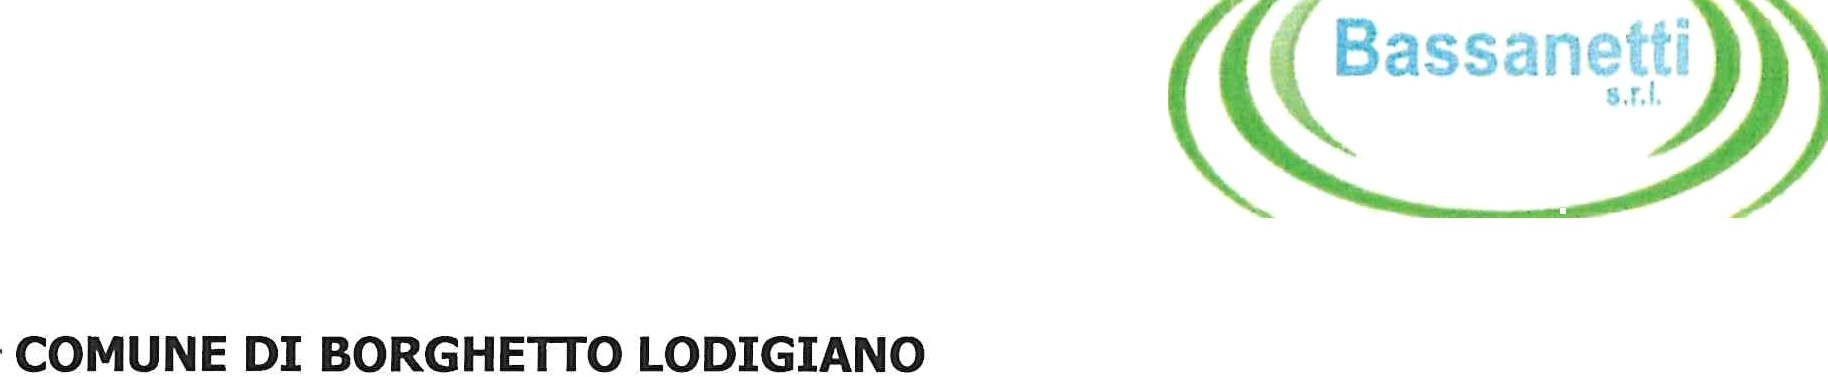 Bassanetti
s.r.l.
COMUNE DI BORGHETTO LODIGIANO